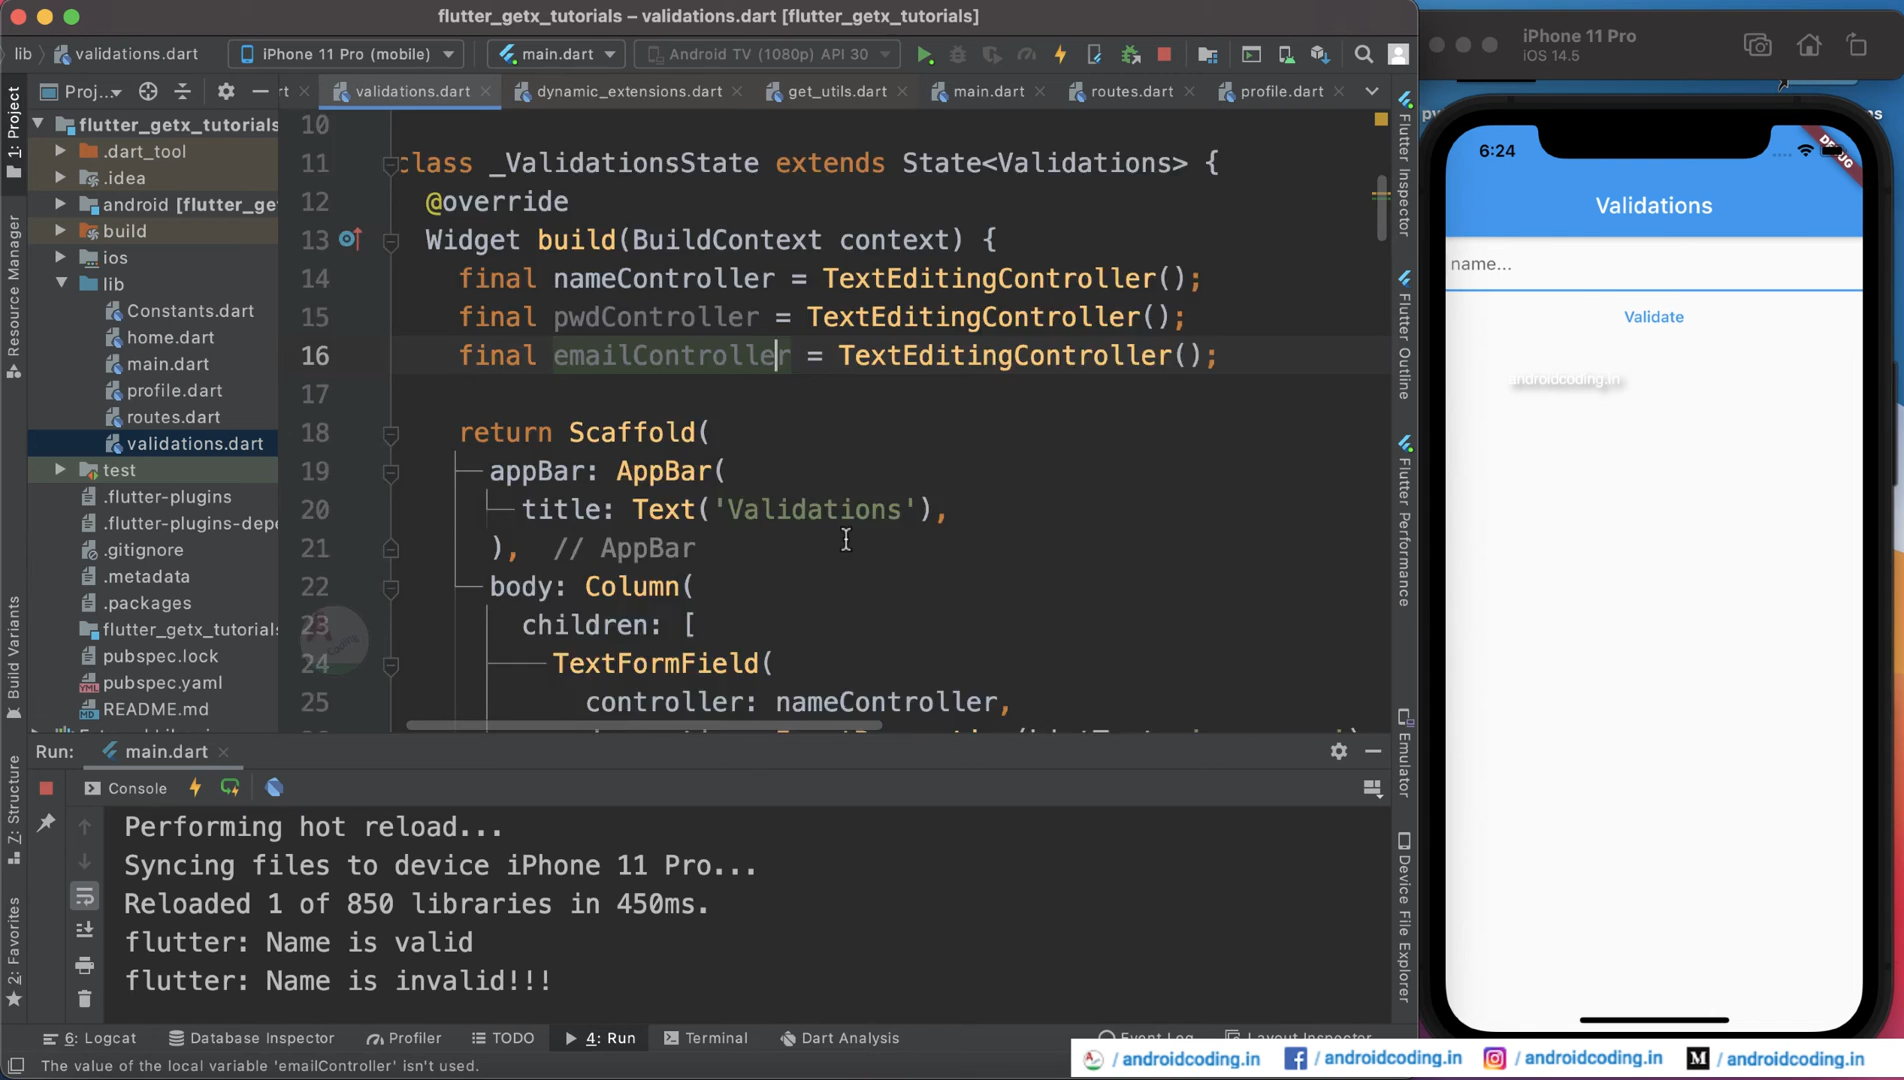 flutter_getx_tutorials – validations.dart [flutter_getx_tutorials]
lib validations.dart iPhone 11 Pro (mobile) main.dart Android TV (1080p) API 30
Proj... rt validations.dart dynamic_extensions.dart get_utils.dart main.dart routes.dart profile.dart
1: Project
Resource Manager
Build Variants
Z: Structure
2: Favorites
flutter_getx_tutorials
.dart_tool
.idea
android [flutter_ge
build
ios
lib
Constants.dart
home.dart
main.dart
profile.dart
routes.dart
validations.dart
test
.flutter-plugins
.flutter-plugins-depe
.gitignore
.metadata
.packages
flutter_getx_tutorials
pubspec.lock
pubspec.yaml
README.md
10
11 class _ValidationsState extends State<Validations> {
12 @override
13 Widget build(BuildContext context) {
14 final nameController = TextEditingController();
15 final pwdController = TextEditingController();
16 final emailController = TextEditingController();
17
18 return Scaffold(
19 appBar: AppBar(
20 title: Text('Validations'),
21 ), // AppBar
22 body: Column(
23 children: [
24 TextFormField(
25 controller: nameController,
Flutter Inspector
Flutter Outline
Flutter Performance
Emulator
Device File Explorer
Run: main.dart
Console
Performing hot reload...
Syncing files to device iPhone 11 Pro...
Reloaded 1 of 850 libraries in 450ms.
flutter: Name is valid
flutter: Name is invalid!!!
6: Logcat Database Inspector Profiler TODO 4: Run Terminal Dart Analysis Event Log Layout Inspector
The value of the local variable 'emailController' isn't used.
iPhone 11 Pro
iOS 14.5
6:24
DEBUG
Validations
name...
Validate
androidcoding.in
/ androidcoding.in / androidcoding.in / androidcoding.in / androidcoding.in